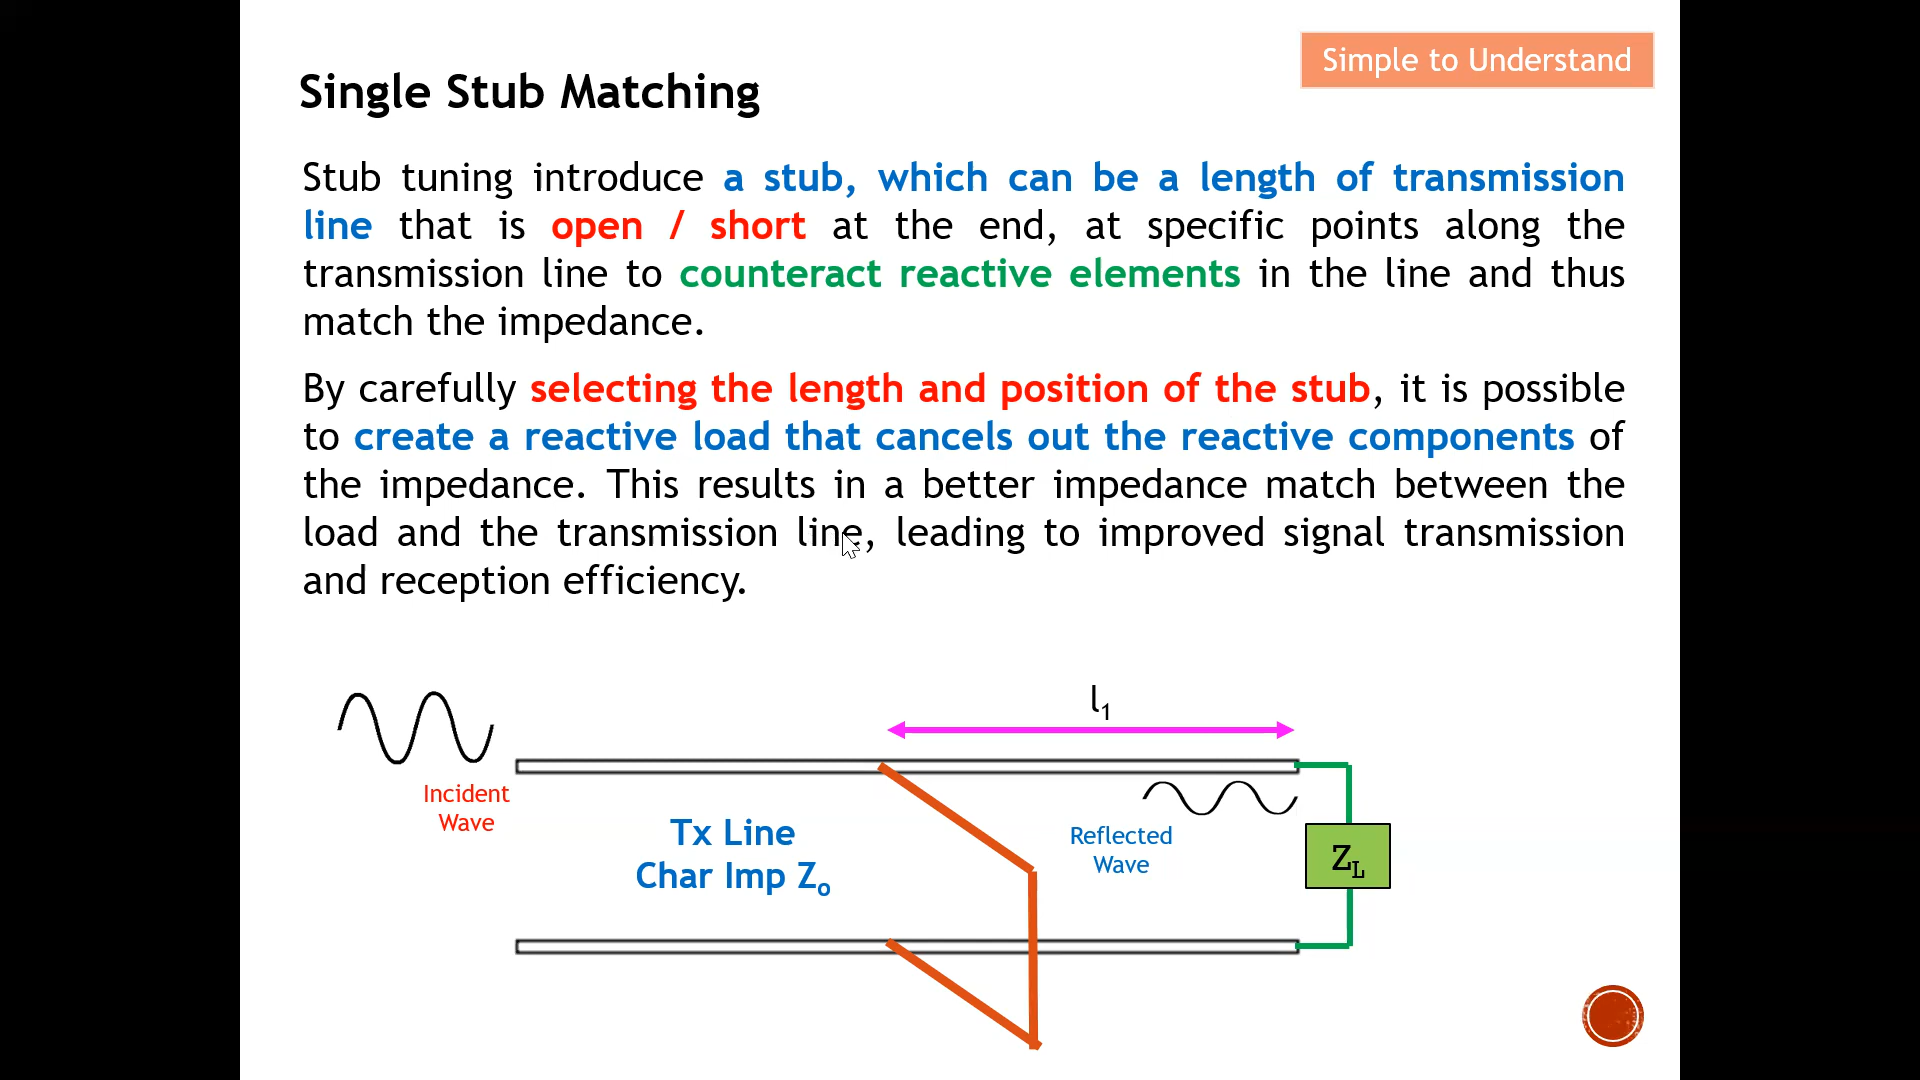 Simple to Understand
Single Stub Matching
Stub tuning introduce a stub, which can be a length of transmission
line that is open / short at the end, at specific points along the
transmission line to counteract reactive elements in the line and thus
match the impedance.
By carefully selecting the length and position of the stub, it is possible
to create a reactive load that cancels out the reactive components of
the impedance. This results in a better impedance match between the
load and the transmission line, leading to improved signal transmission
and reception efficiency.
l₁
Incident
Wave
Tx Line
Char Imp Zₒ
Reflected
Wave
Z_L